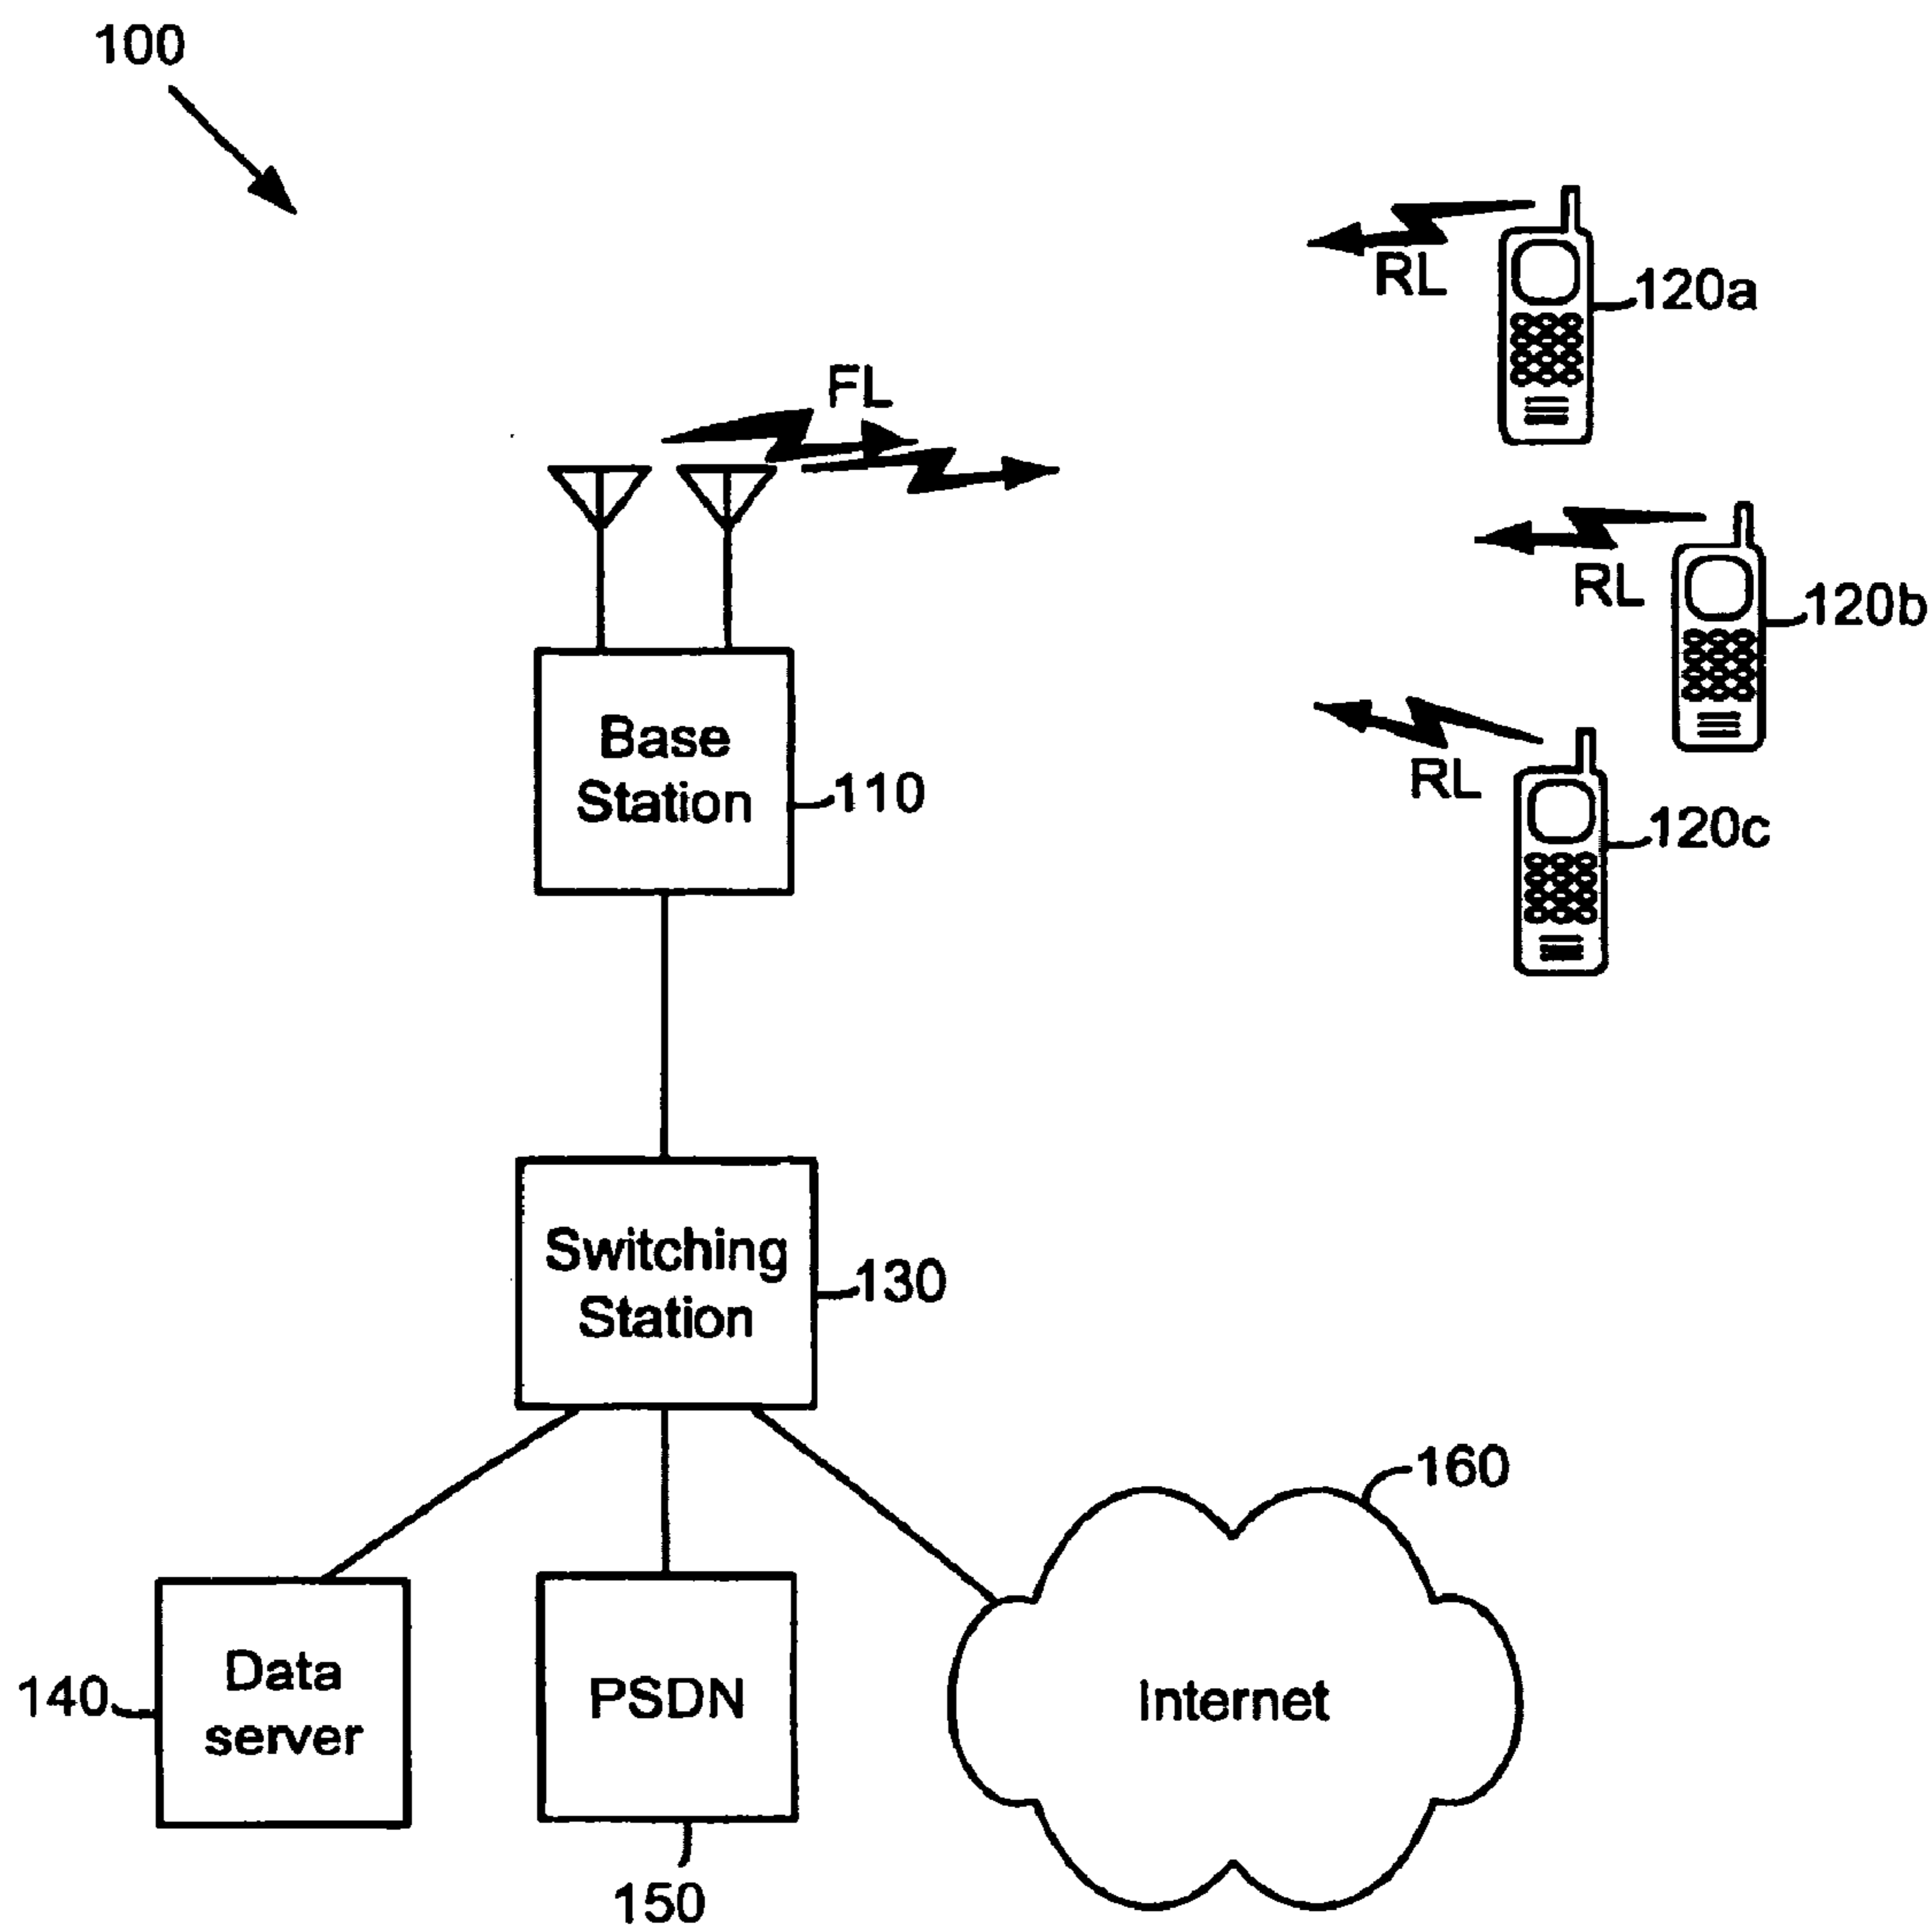 100
RL
120a
FL
RL
120b
Base
Station
110
RL
120c
Switching
Station
130
160
Data
server
140
PSDN
Internet
150